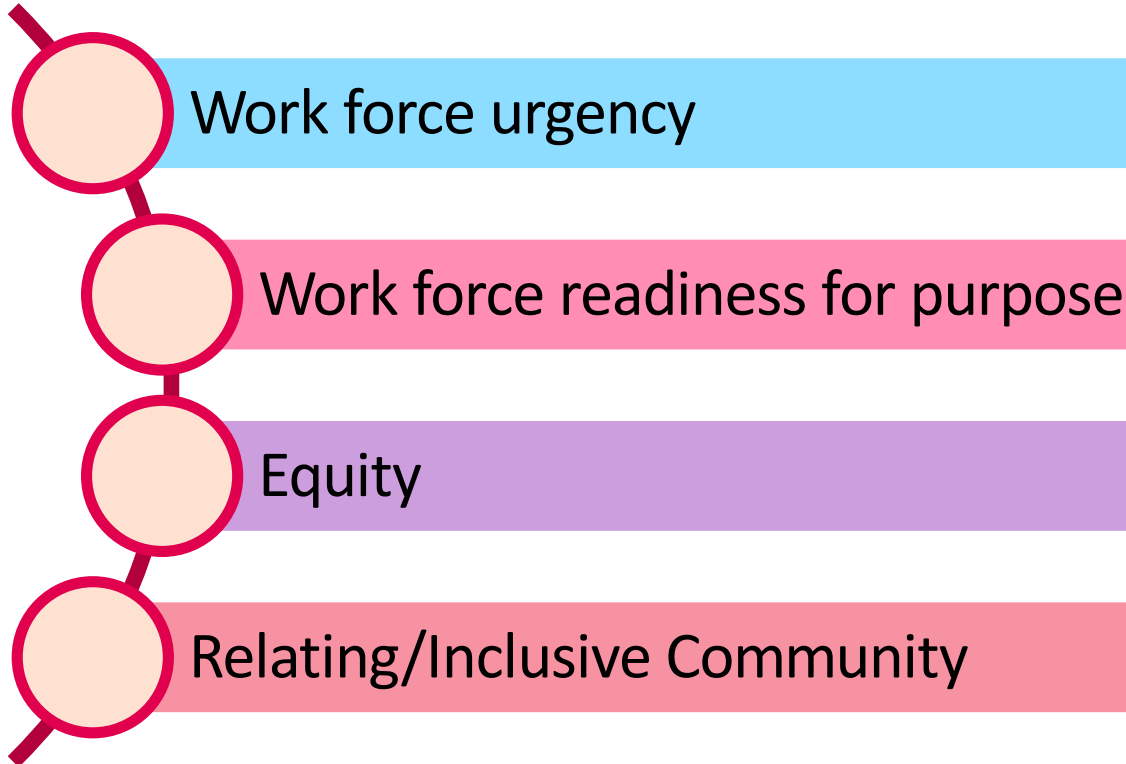 Work force urgency
Work force readiness for purpose
Equity
Relating/Inclusive Community